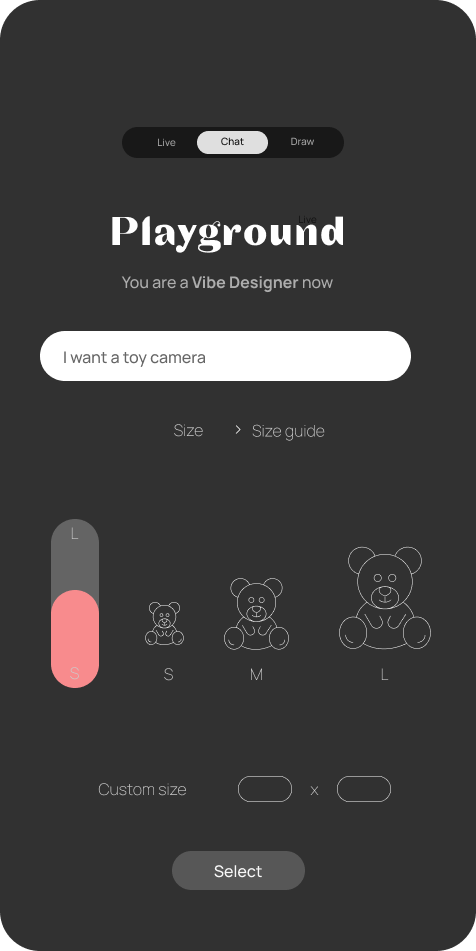 Live Chat Draw
Live
Playground
You are a Vibe Designer now
I want a toy camera
Size > Size guide
L
S
S M L
Custom size x
Select